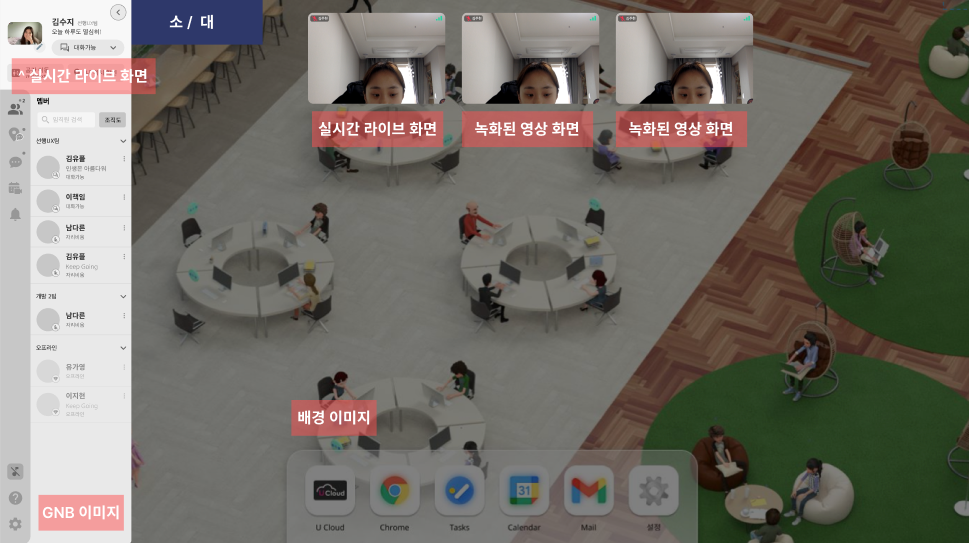 김수지 선행UX팀
오늘 하루도 열심히!
대화가능
^ 실시간 라이브 화면
멤버
임직원 검색
조직도
선행UX팀
김유플
인생은 아름다워
대화가능
이책임
대화가능
남다른
자리비움
김유플
Keep Going
자리비움
개발 2팀
남다른
자리비움
오프라인
유가영
오프라인
이지현
Keep Going
오프라인
GNB 이미지
소 / 대
실시간 라이브 화면
녹화된 영상 화면
녹화된 영상 화면
배경 이미지
UCloud
31
U Cloud
Chrome
Tasks
Calendar
Mail
설정